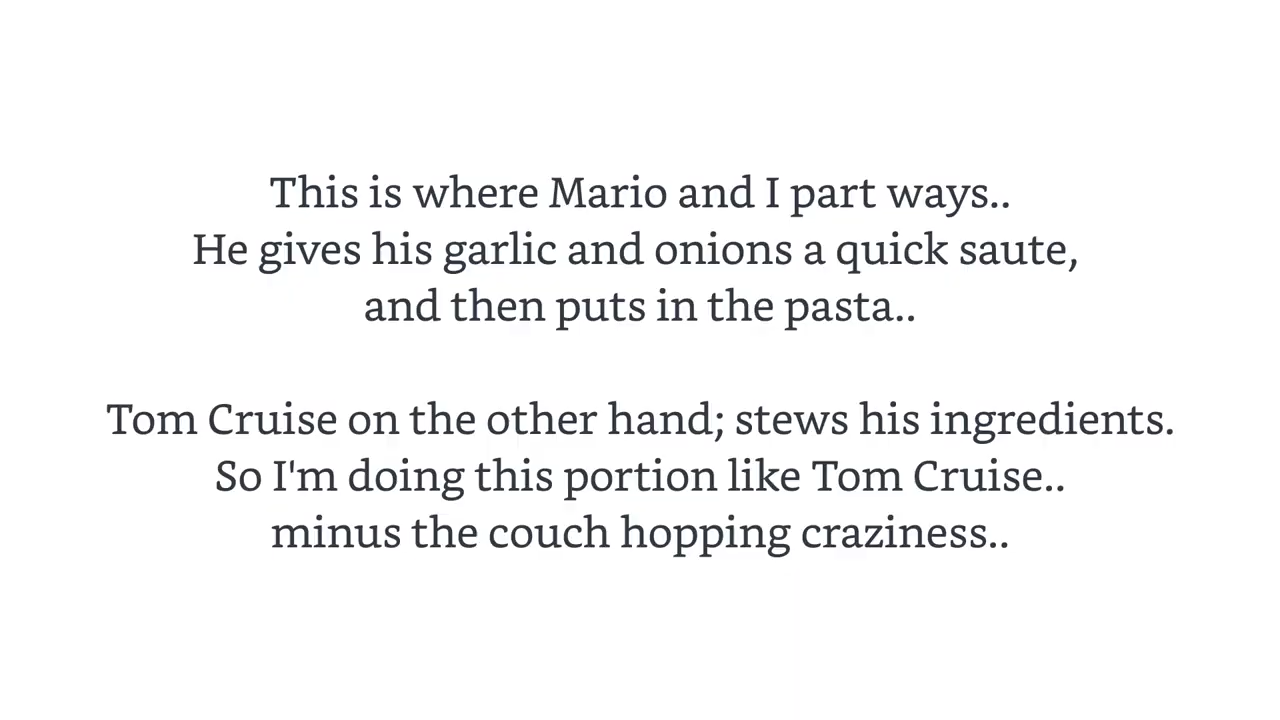 This is where Mario and I part ways..
He gives his garlic and onions a quick saute,
and then puts in the pasta..
Tom Cruise on the other hand; stews his ingredients.
So I'm doing this portion like Tom Cruise..
minus the couch hopping craziness..